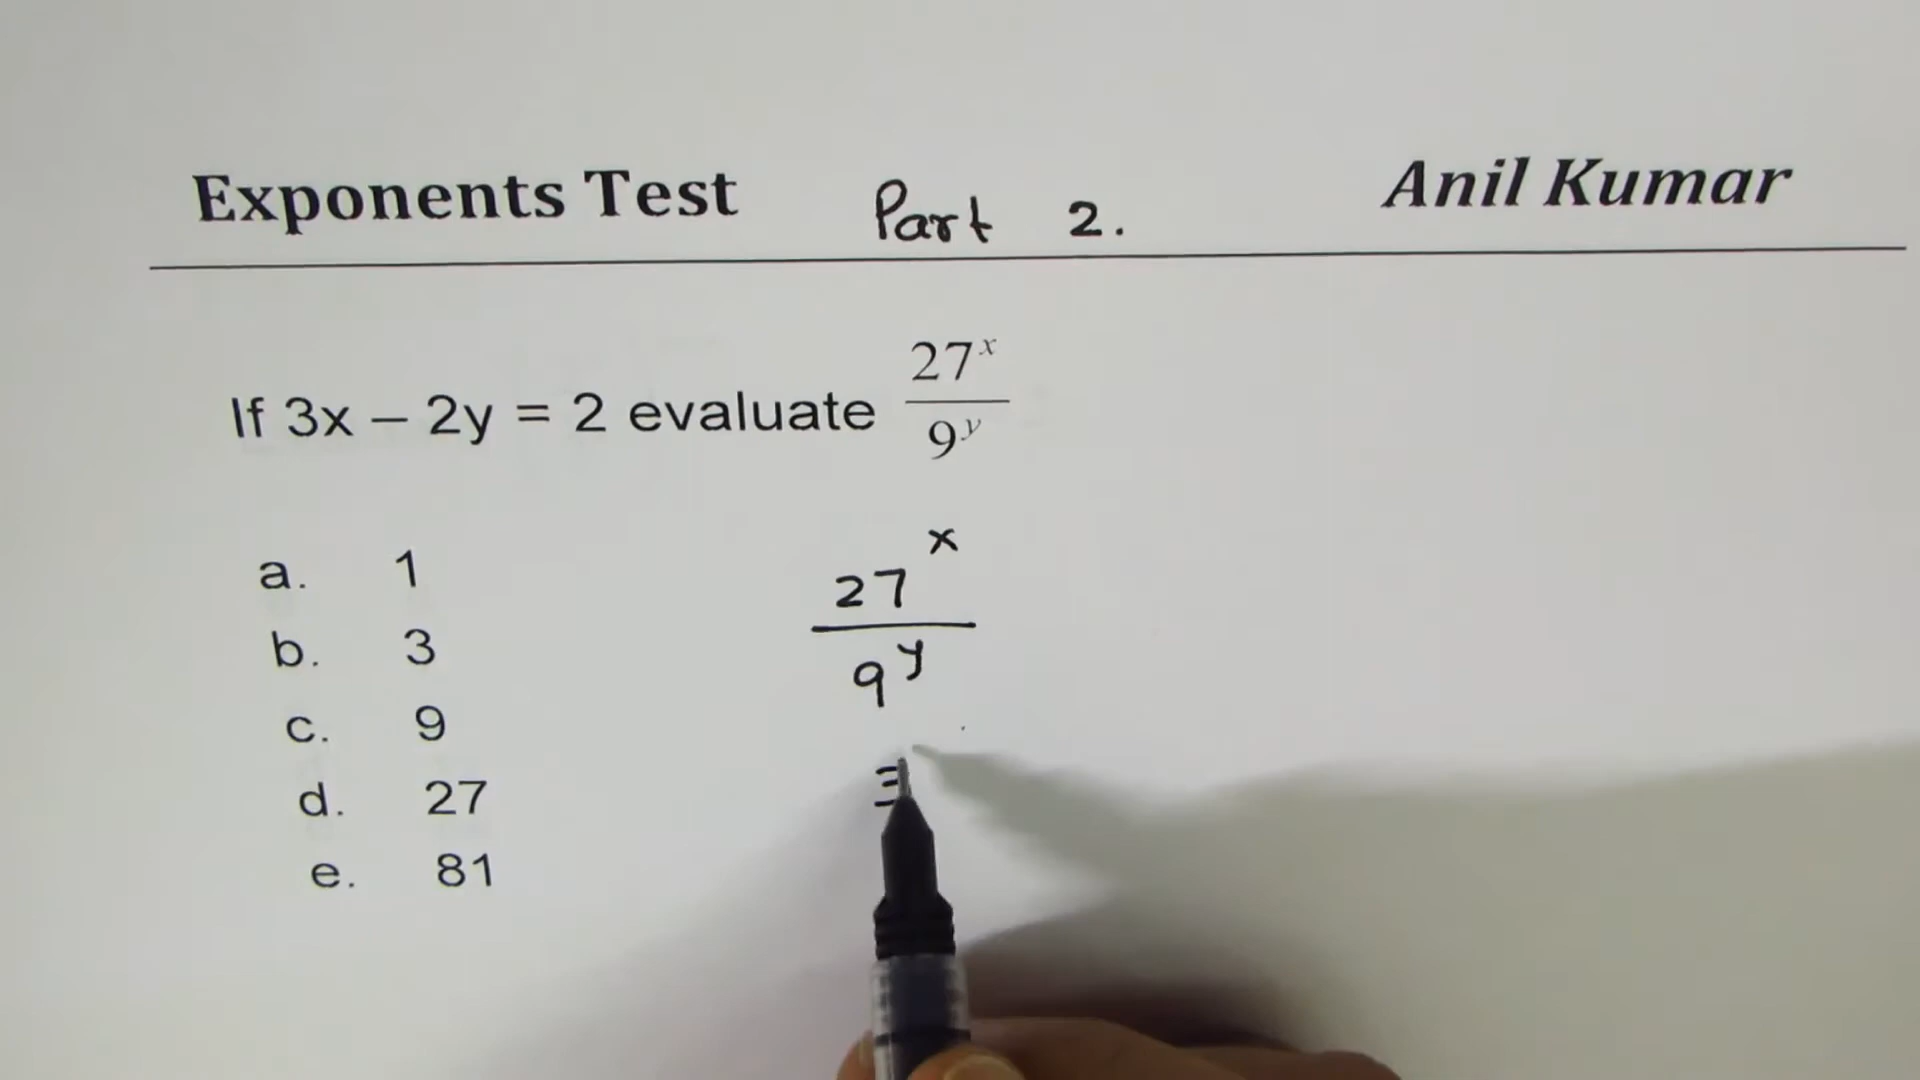 Exponents Test Part 2. Anil Kumar
If 3x – 2y = 2 evaluate 27^x / 9^y
a. 1
b. 3
c. 9
d. 27
e. 81
27^x
9^y
=